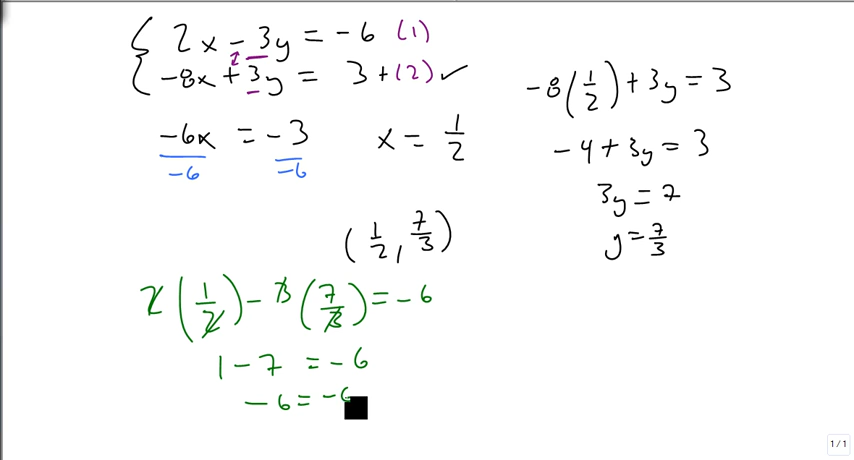 2x - 3y = -6 (1)
-8x + 3y = 3 + (2) ✓
-6x = -3
-6 -6
x = 1/2
-8(1/2) + 3y = 3
-4 + 3y = 3
3y = 7
y = 7/3
(1/2, 7/3)
2(1/2) - 3(7/3) = -6
1 - 7 = -6
-6 = -6
1 / 1